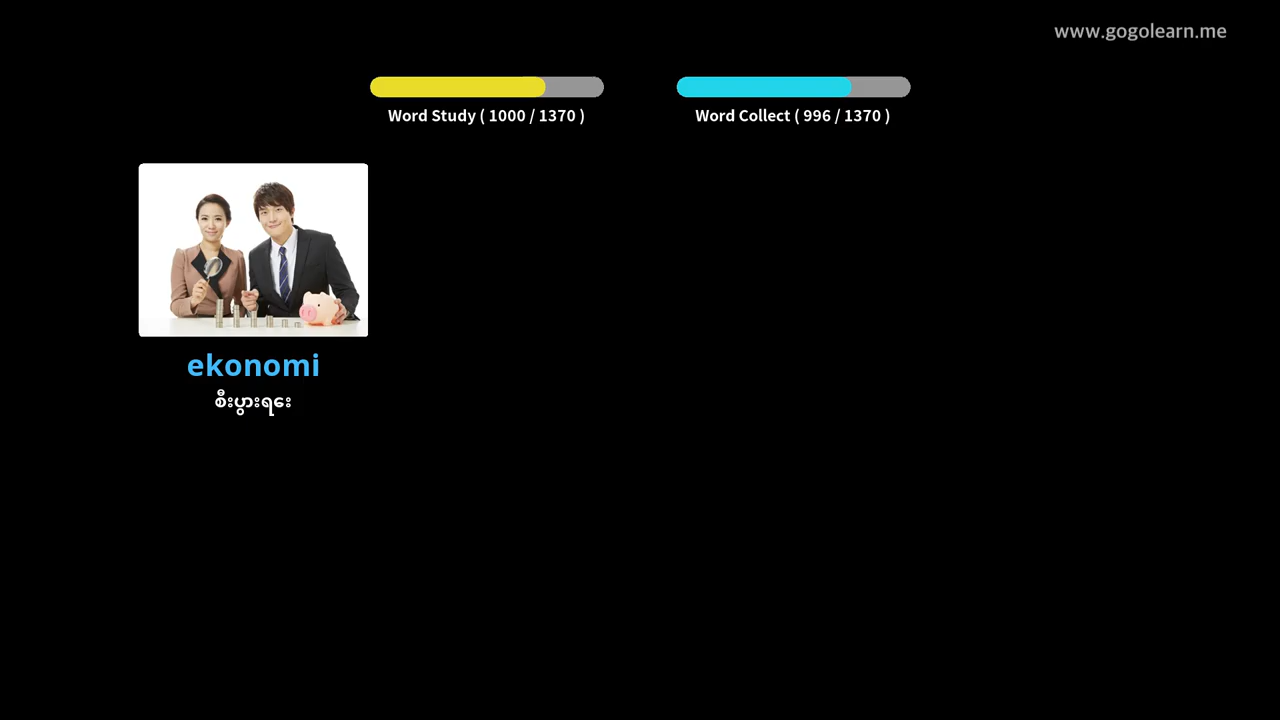 www.gogolearn.me
Word Study ( 1000 / 1370 )
Word Collect ( 996 / 1370 )
ekonomi
စီးပွားရေး